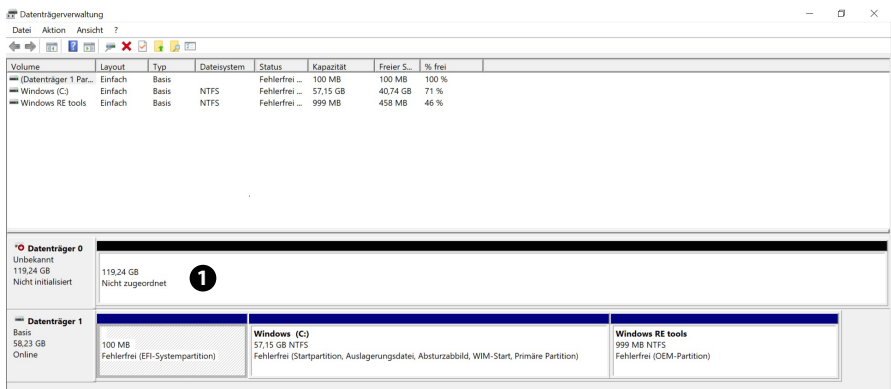 Datenträgerverwaltung
Datei Aktion Ansicht ?
Volume Layout Typ Dateisystem Status Kapazität Freier S... % frei
(Datenträger 1 Par... Einfach Basis Fehlerfrei ... 100 MB 100 MB 100 %
Windows (C:) Einfach Basis NTFS Fehlerfrei ... 57,15 GB 40,74 GB 71 %
Windows RE tools Einfach Basis NTFS Fehlerfrei ... 999 MB 458 MB 46 %
Datenträger 0
Unbekannt
119,24 GB
Nicht initialisiert
119,24 GB
Nicht zugeordnet
1
Datenträger 1
Basis
58,23 GB
Online
100 MB
Fehlerfrei (EFI-Systempartition)
Windows (C:)
57,15 GB NTFS
Fehlerfrei (Startpartition, Auslagerungsdatei, Absturzabbild, WIM-Start, Primäre Partition)
Windows RE tools
999 MB NTFS
Fehlerfrei (OEM-Partition)